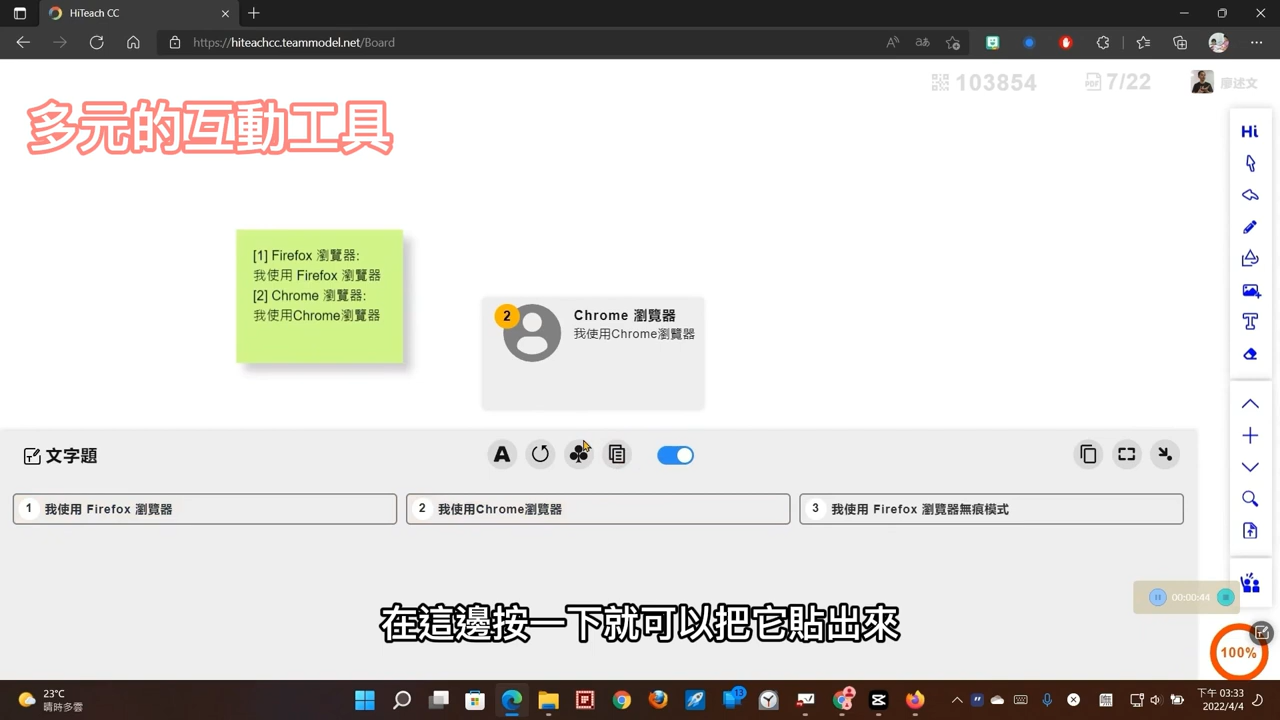 HiTeach CC
https://hiteachcc.teammodel.net/Board
103854
PDF
7/22
廖述文
多元的互動工具
Hi
[1] Firefox 瀏覽器:
我使用 Firefox 瀏覽器
[2] Chrome 瀏覽器:
我使用Chrome瀏覽器
2
Chrome 瀏覽器
我使用Chrome瀏覽器
文字題
A
1 我使用 Firefox 瀏覽器
2 我使用Chrome瀏覽器
3 我使用 Firefox 瀏覽器無痕模式
00:00:44
在這邊按一下就可以把它貼出來
100%
23°C
晴時多雲
13
下午 03:33
2022/4/4